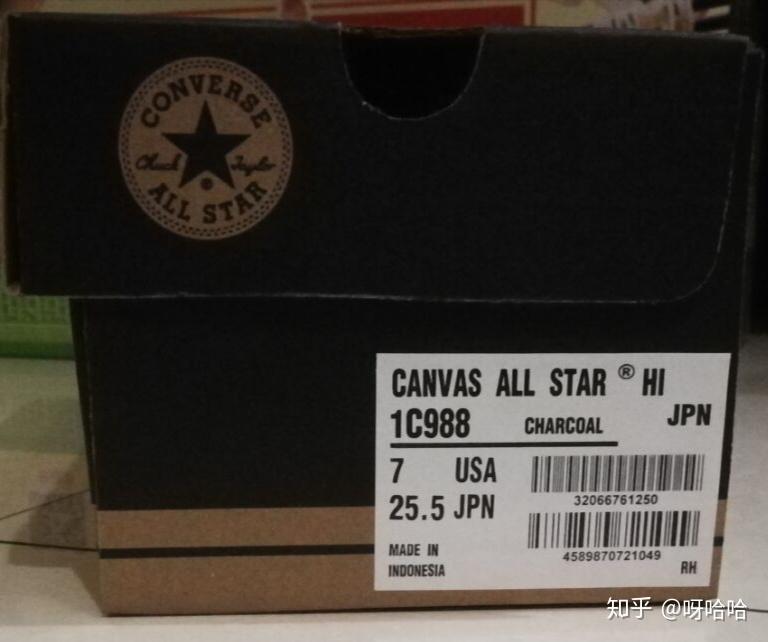 CONVERSE
Chuck Taylor
ALL STAR
CANVAS ALL STAR ® HI
1C988 CHARCOAL JPN
7 USA
25.5 JPN
32066761250
MADE IN
INDONESIA
4589870721049
RH
知乎 @呀哈哈